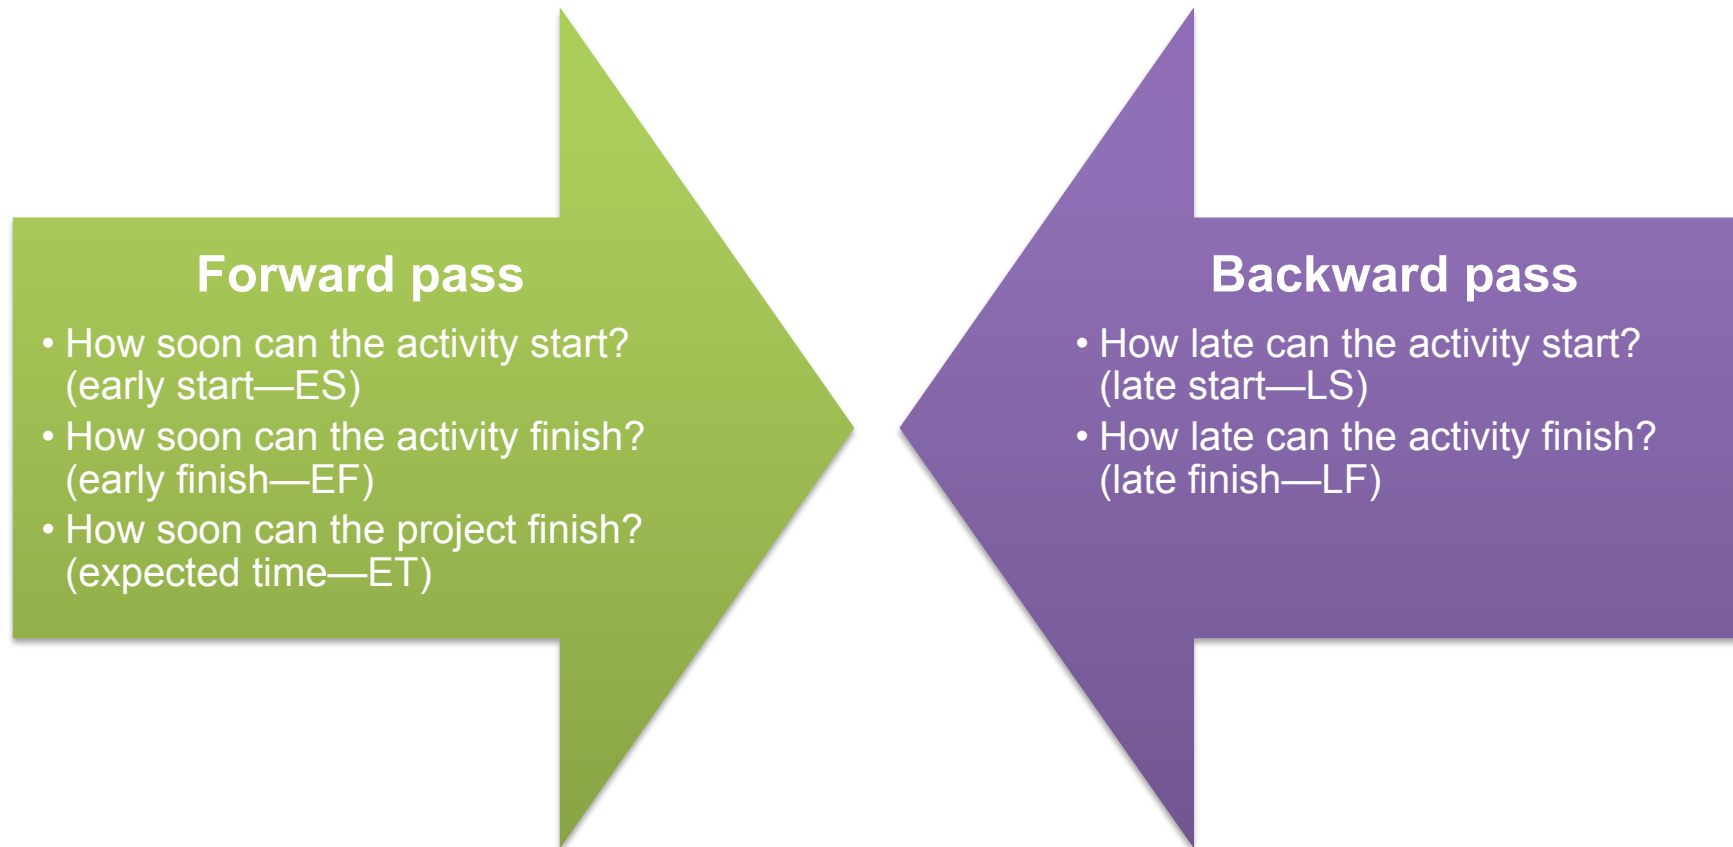 Forward pass
• How soon can the activity start?
(early start—ES)
• How soon can the activity finish?
(early finish—EF)
• How soon can the project finish?
(expected time—ET)
Backward pass
• How late can the activity start?
(late start—LS)
• How late can the activity finish?
(late finish—LF)